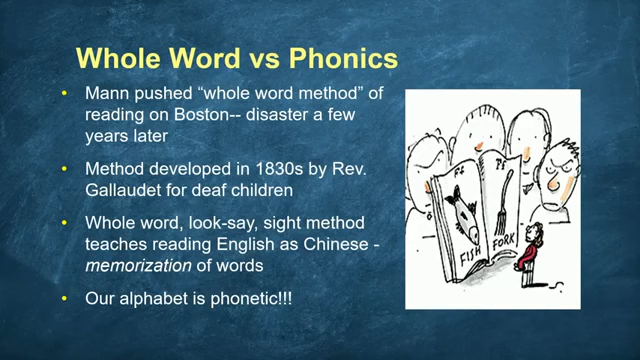 Whole Word vs Phonics
• Mann pushed “whole word method” of
reading on Boston-- disaster a few
years later
• Method developed in 1830s by Rev.
Gallaudet for deaf children
• Whole word, look-say, sight method
teaches reading English as Chinese -
memorization of words
• Our alphabet is phonetic!!!
FISH
FORK